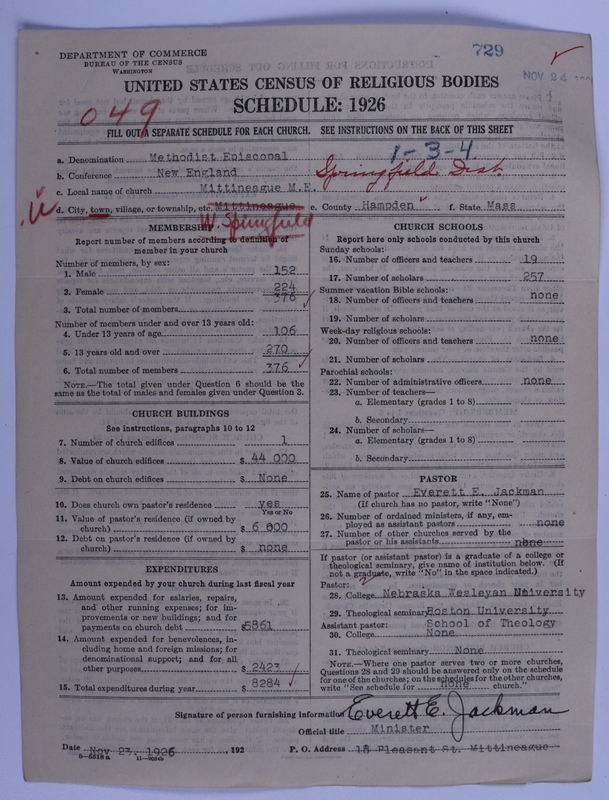 729
NOV 24
DEPARTMENT OF COMMERCE
BUREAU OF THE CENSUS
WASHINGTON
UNITED STATES CENSUS OF RELIGIOUS BODIES
SCHEDULE: 1926
049
FILL OUT A SEPARATE SCHEDULE FOR EACH CHURCH. SEE INSTRUCTIONS ON THE BACK OF THIS SHEET
1-3-4
a. Denomination Methodist Episcopal
b. Conference New England Springfield Dist.
c. Local name of church Mittineague M.E.
d. City, town, village, or township, etc. Mittineague e. County Hampden f. State Mass
W. Springfield
MEMBERSHIP
Report number of members according to definition of
member in your church
Number of members, by sex:
1. Male 152
2. Female 224
3. Total number of members 376
Number of members under and over 13 years old:
4. Under 13 years of age 106
5. 13 years old and over 270
6. Total number of members 376
NOTE.—The total given under Question 6 should be the
same as the total of males and females given under Question 3.
CHURCH BUILDINGS
See instructions, paragraphs 10 to 12
7. Number of church edifices 1
8. Value of church edifices $ 44 000
9. Debt on church edifices $ None
10. Does church own pastor's residence yes
Yes or No
11. Value of pastor's residence (if owned by
church) $ 6 000
12. Debt on pastor's residence (if owned by
church) $ none
EXPENDITURES
Amount expended by your church during last fiscal year
13. Amount expended for salaries, repairs,
and other running expenses; for im-
provements or new buildings; and for
payments on church debt $5861
14. Amount expended for benevolences, in-
cluding home and foreign missions; for
denominational support; and for all
other purposes $ 2423
15. Total expenditures during year $ 8284
CHURCH SCHOOLS
Report here only schools conducted by this church
Sunday schools:
16. Number of officers and teachers 19
17. Number of scholars 257
Summer vacation Bible schools:
18. Number of officers and teachers none
19. Number of scholars
Week-day religious schools:
20. Number of officers and teachers none
21. Number of scholars
Parochial schools:
22. Number of administrative officers none
23. Number of teachers—
a. Elementary (grades 1 to 8)
b. Secondary
24. Number of scholars—
a. Elementary (grades 1 to 8)
b. Secondary
PASTOR
25. Name of pastor Everett E. Jackman
(If church has no pastor, write "None")
26. Number of ordained ministers, if any, em-
ployed as assistant pastors none
27. Number of other churches served by the
pastor or his assistants none
If pastor (or assistant pastor) is a graduate of a college or
theological seminary, give name of institution below. (If
not a graduate, write "No" in the space indicated.)
Pastor:
28. College Nebraska Wesleyan University
29. Theological seminary Boston University
Assistant pastor: School of Theology
30. College None
31. Theological seminary None
NOTE.—Where one pastor serves two or more churches,
Questions 28 and 29 should be answered only on the schedule
for one of the churches; on the schedules for the other churches,
write "See schedule for none church."
Signature of person furnishing information Everett E. Jackman
Official title Minister
Date Nov 23, 1926, 192 P. O. Address 15 Pleasant St. Mittineague